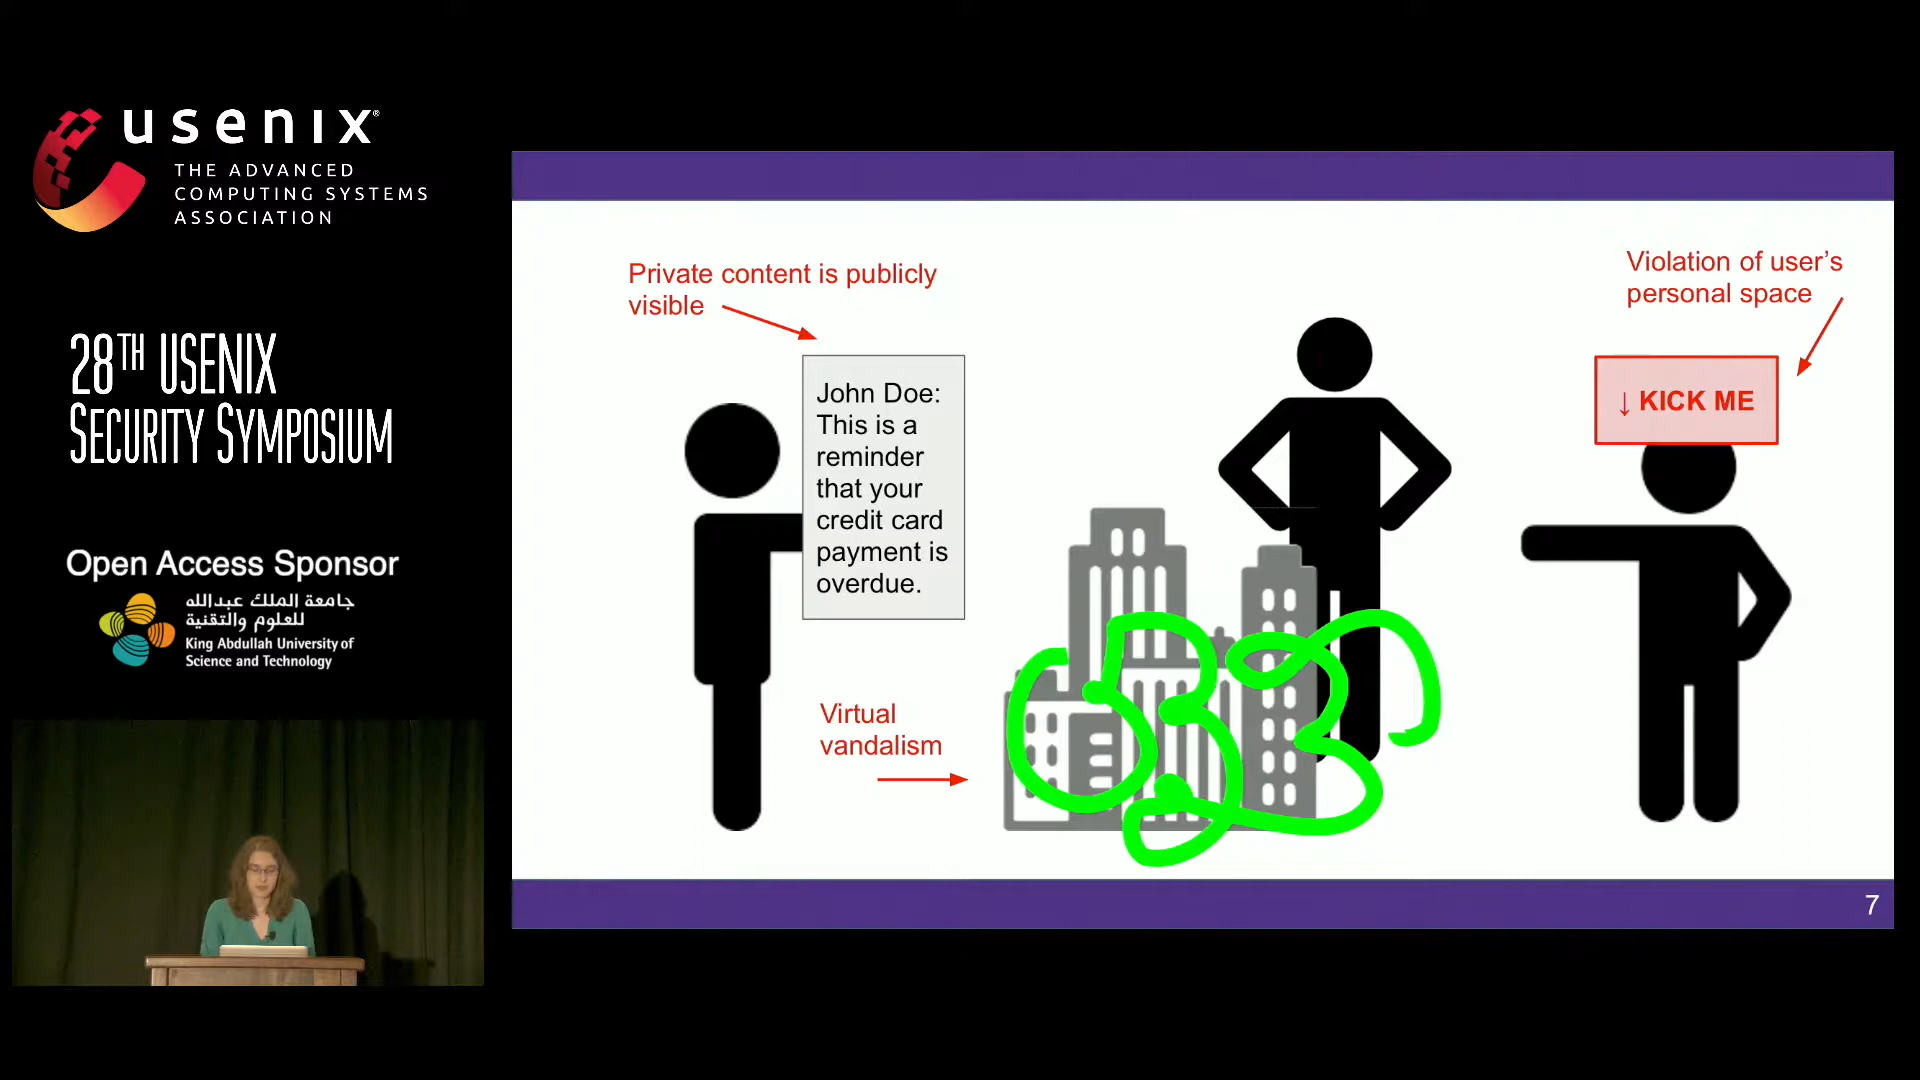 usenix®
THE ADVANCED
COMPUTING SYSTEMS
ASSOCIATION
28TH USENIX
SECURITY SYMPOSIUM
Open Access Sponsor
جامعة الملك عبدالله
للعلوم والتقنية
King Abdullah University of
Science and Technology
Private content is publicly
visible
John Doe:
This is a
reminder
that your
credit card
payment is
overdue.
Virtual
vandalism
Violation of user’s
personal space
↓ KICK ME
7